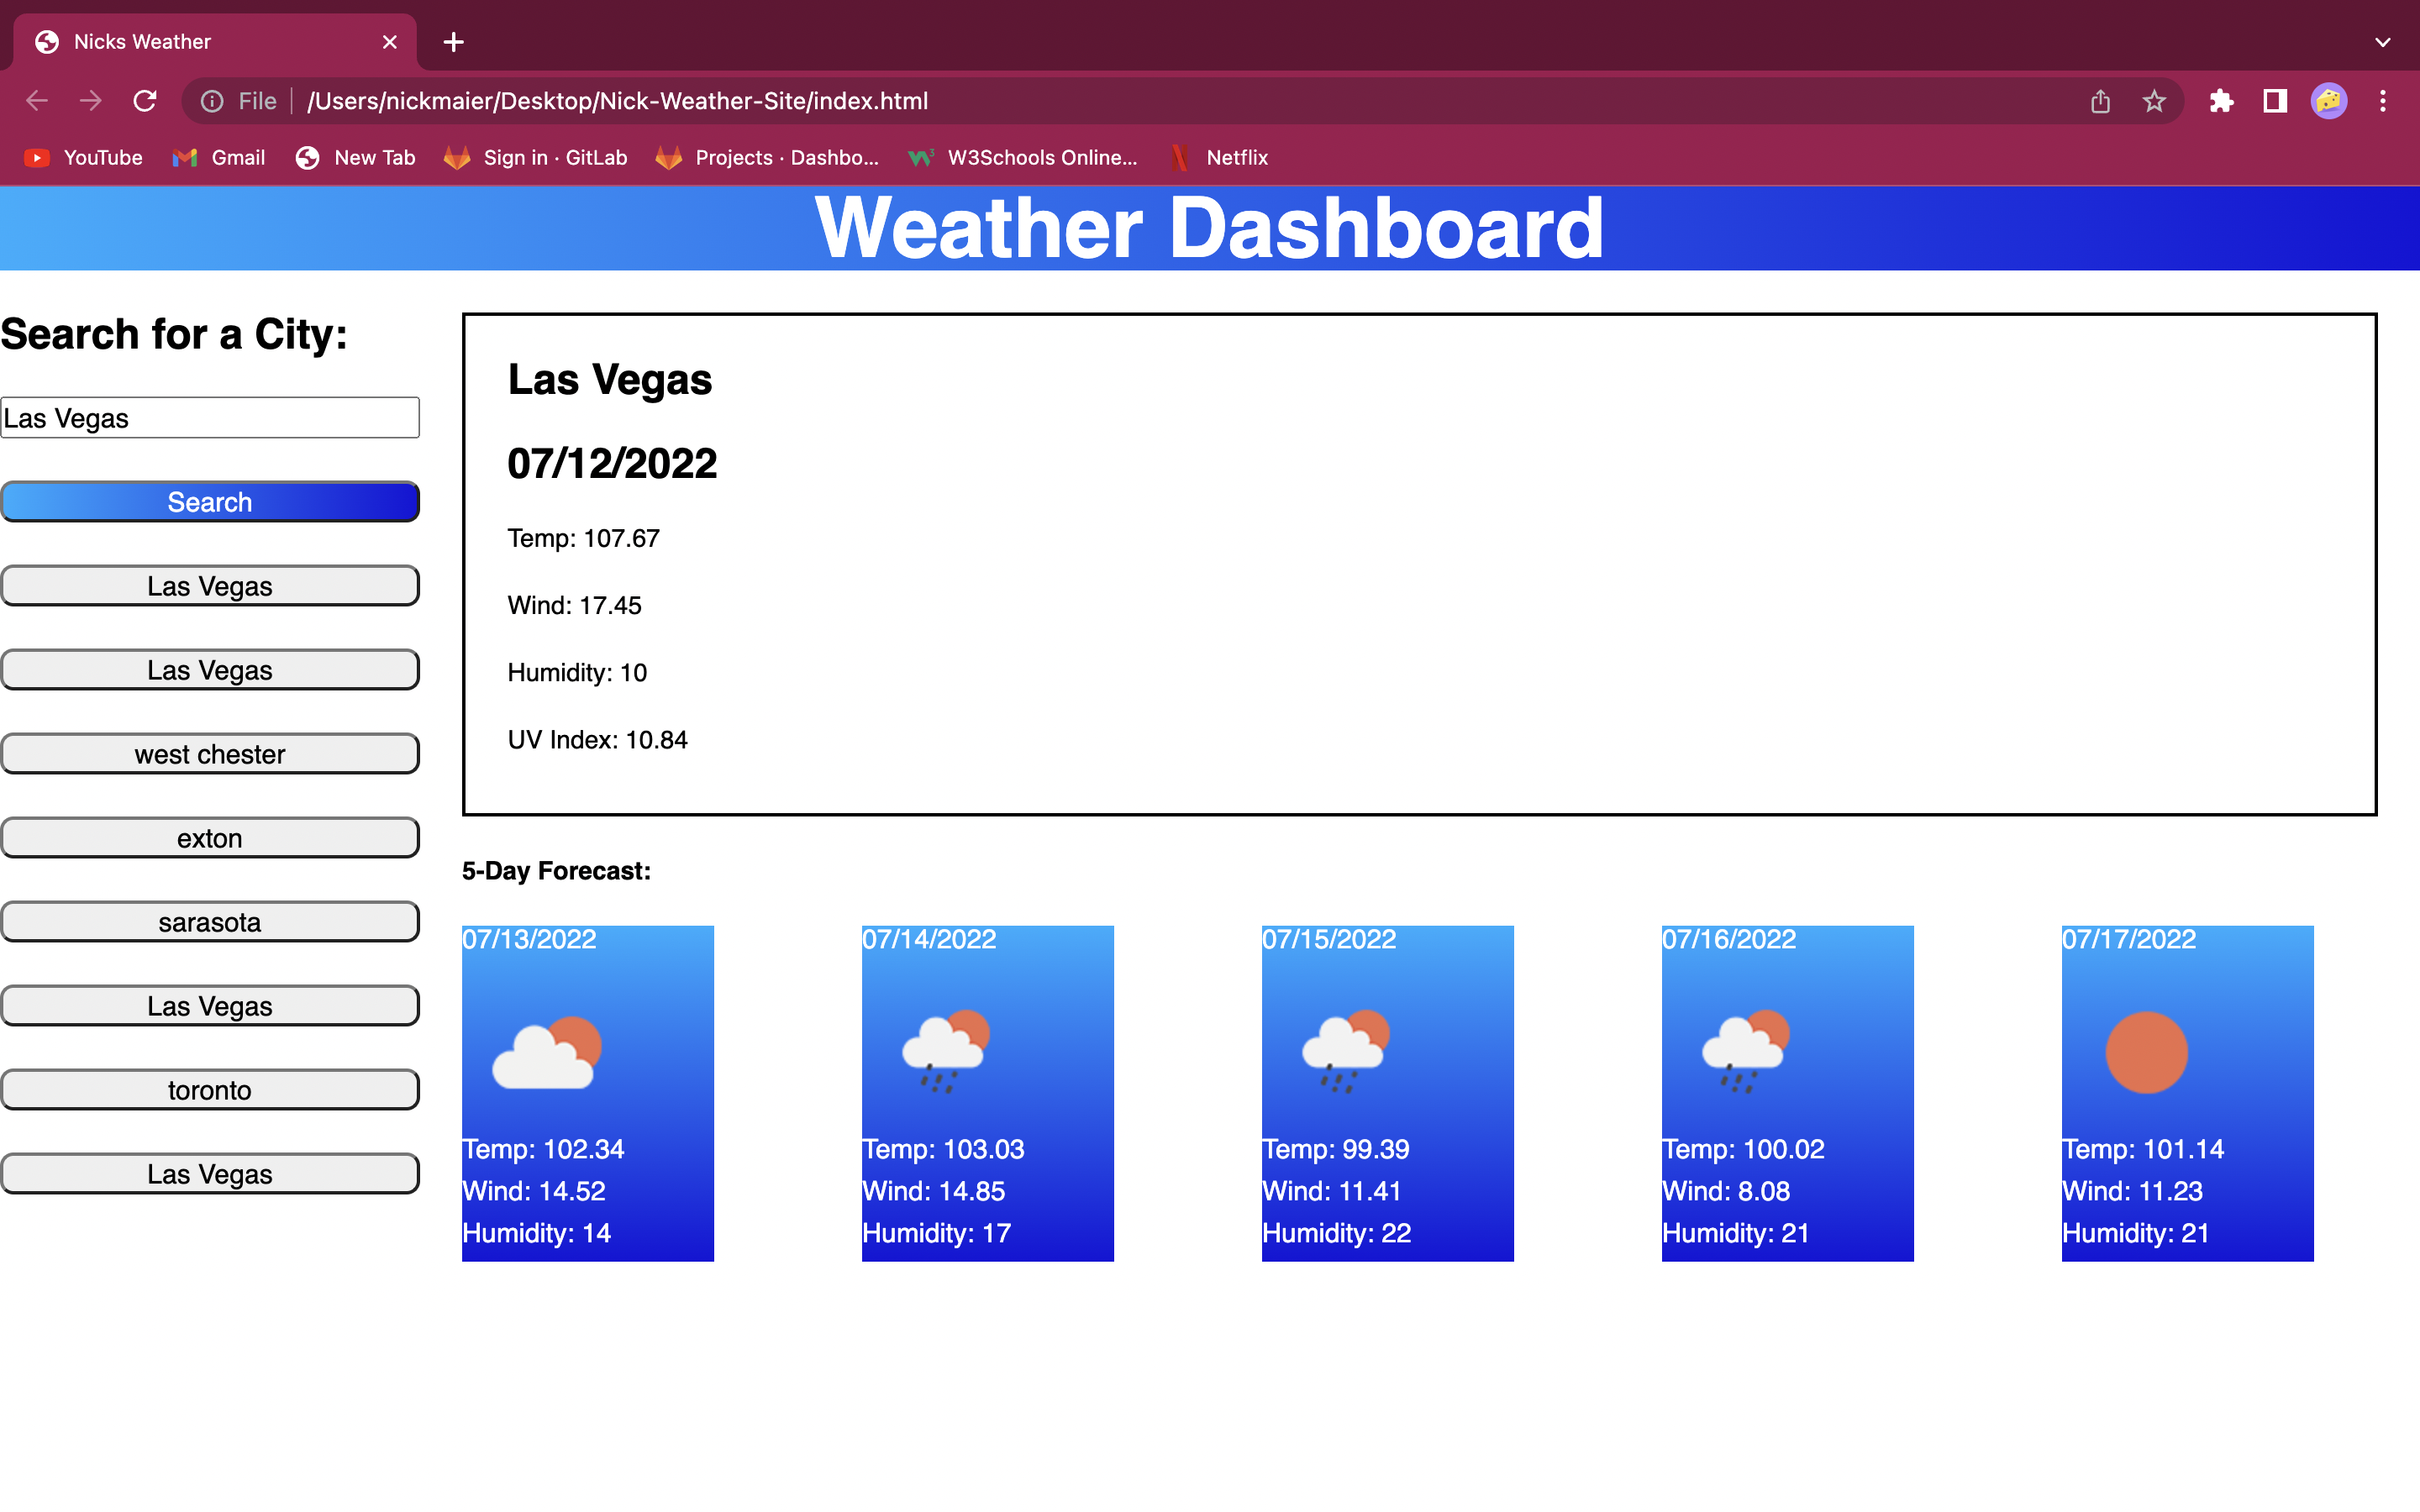 Nicks Weather
File /Users/nickmaier/Desktop/Nick-Weather-Site/index.html
YouTube Gmail New Tab Sign in · GitLab Projects · Dashbo... W3Schools Online... Netflix
Weather Dashboard
Search for a City:
Las Vegas
Search
Las Vegas
Las Vegas
west chester
exton
sarasota
Las Vegas
toronto
Las Vegas
Las Vegas
07/12/2022
Temp: 107.67
Wind: 17.45
Humidity: 10
UV Index: 10.84
5-Day Forecast:
07/13/2022
Temp: 102.34
Wind: 14.52
Humidity: 14
07/14/2022
Temp: 103.03
Wind: 14.85
Humidity: 17
07/15/2022
Temp: 99.39
Wind: 11.41
Humidity: 22
07/16/2022
Temp: 100.02
Wind: 8.08
Humidity: 21
07/17/2022
Temp: 101.14
Wind: 11.23
Humidity: 21